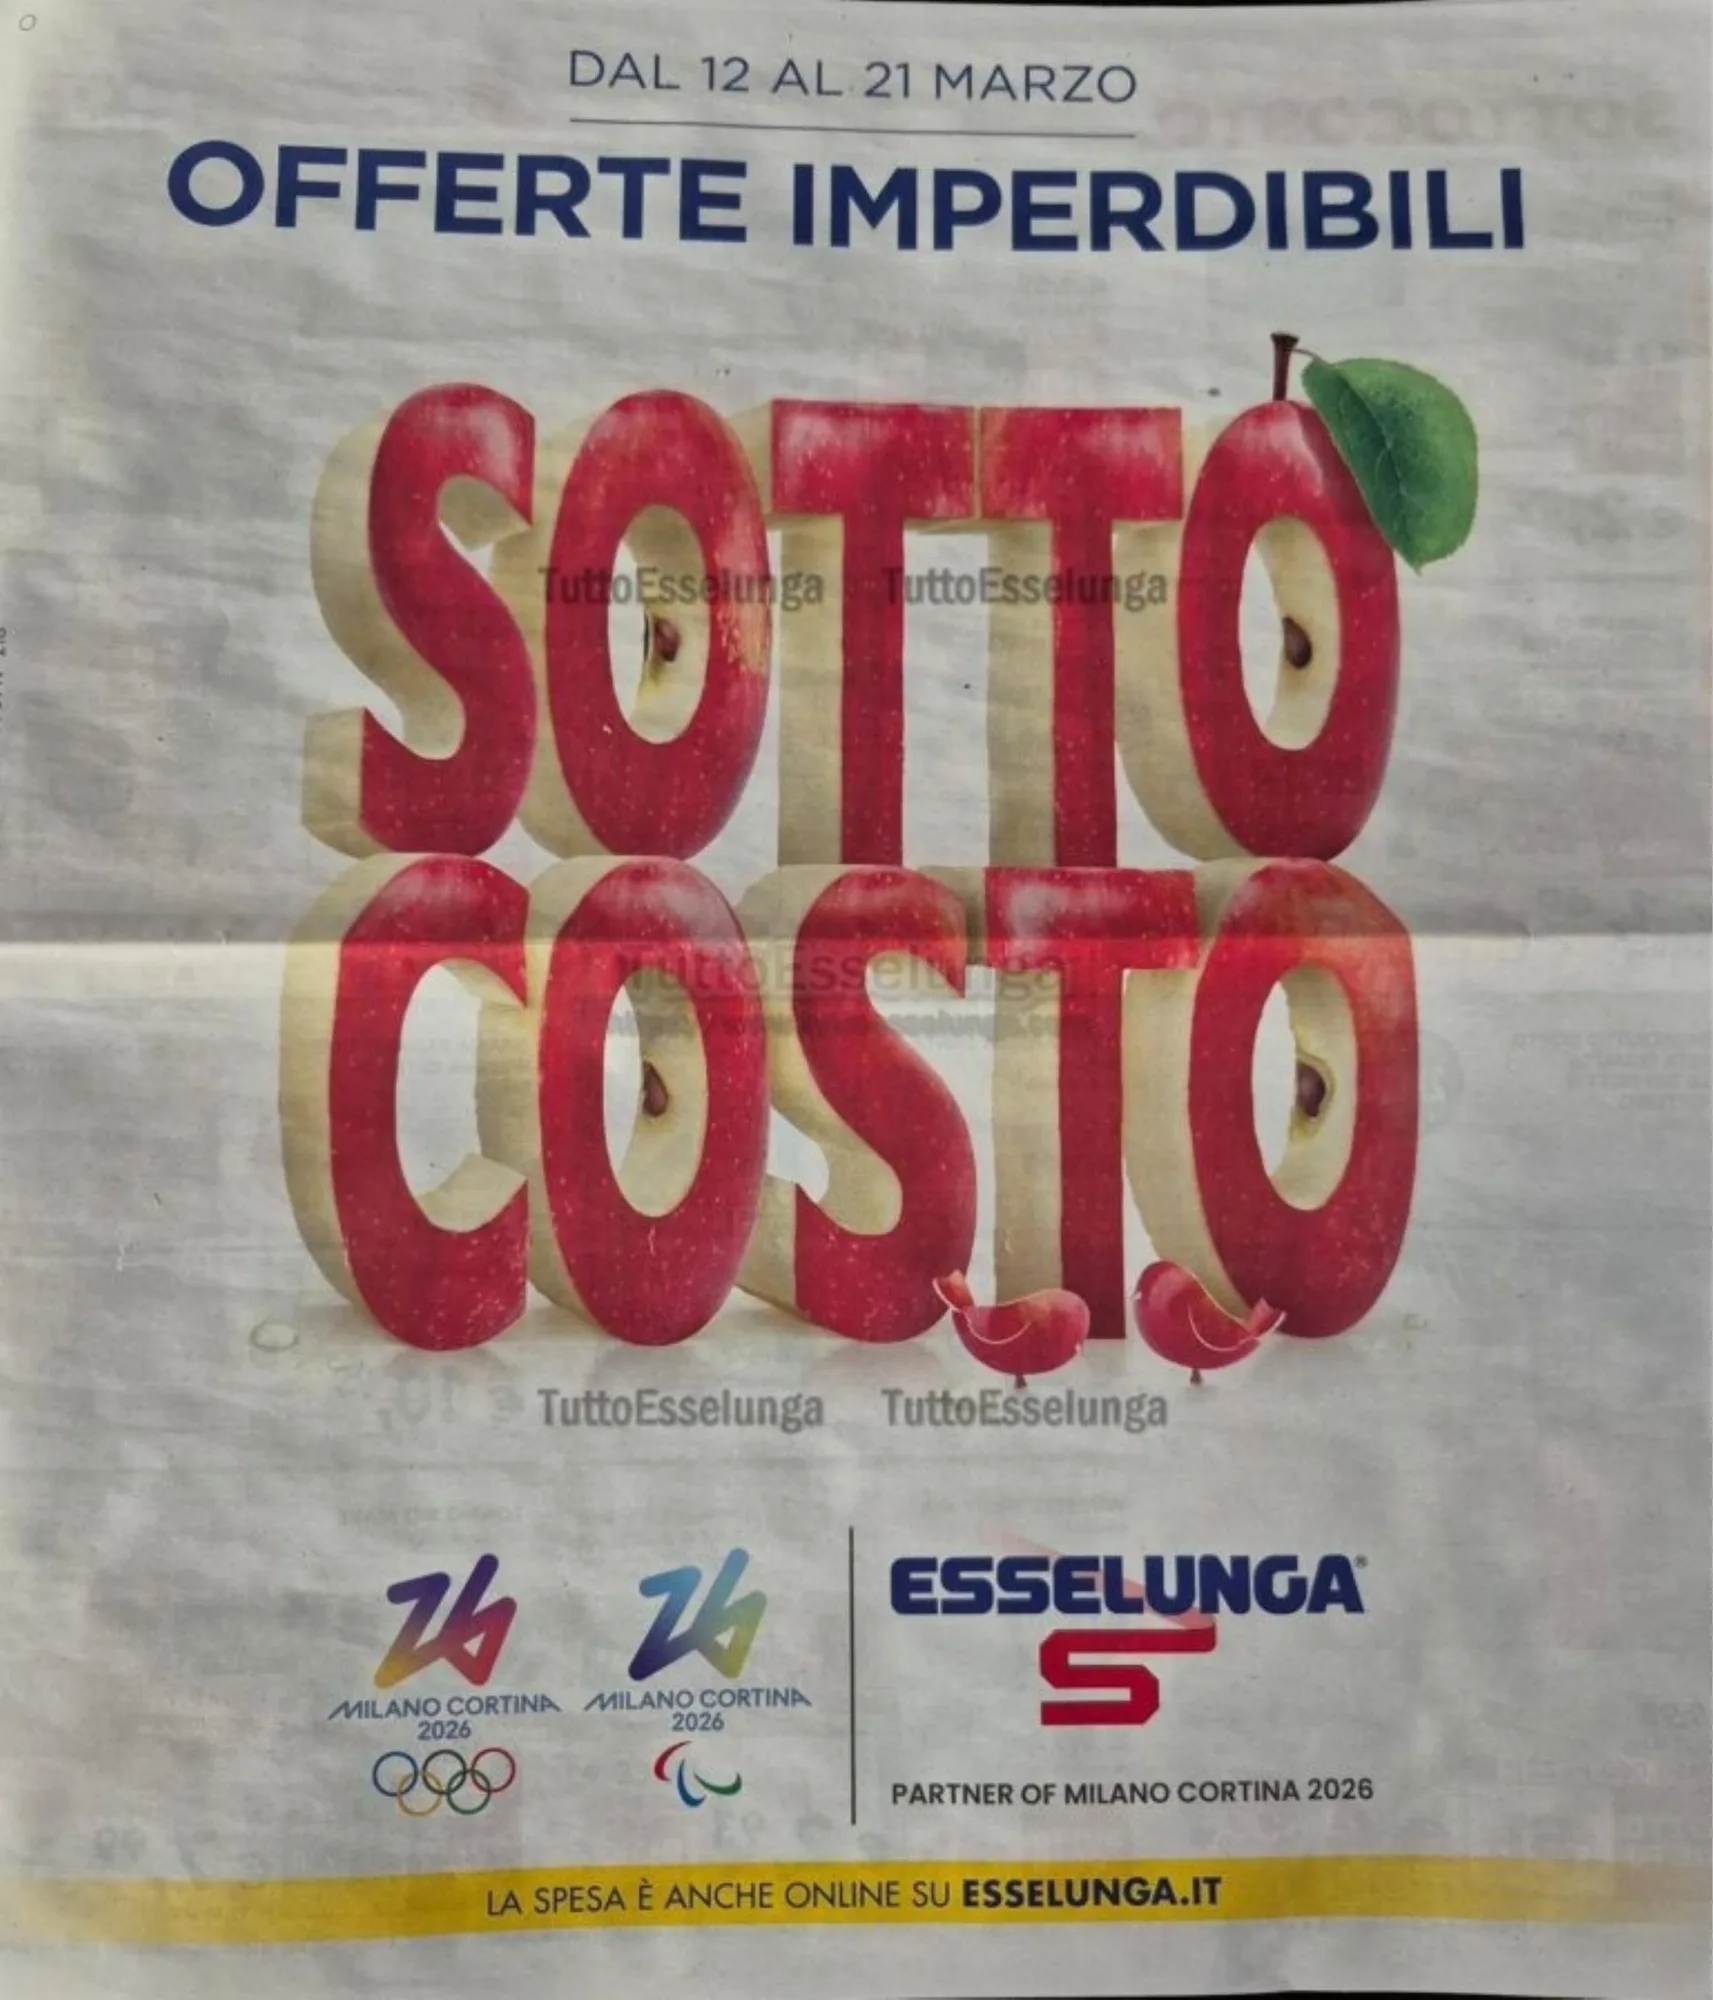 DAL 12 AL 21 MARZO
OFFERTE IMPERDIBILI
SOTTO
TuttoEsselunga TuttoEsselunga
COSTO
TuttoEsselunga
TuttoEsselunga TuttoEsselunga
MILANO CORTINA
2026
MILANO CORTINA
2026
ESSELUNGA®
S
PARTNER OF MILANO CORTINA 2026
LA SPESA È ANCHE ONLINE SU ESSELUNGA.IT